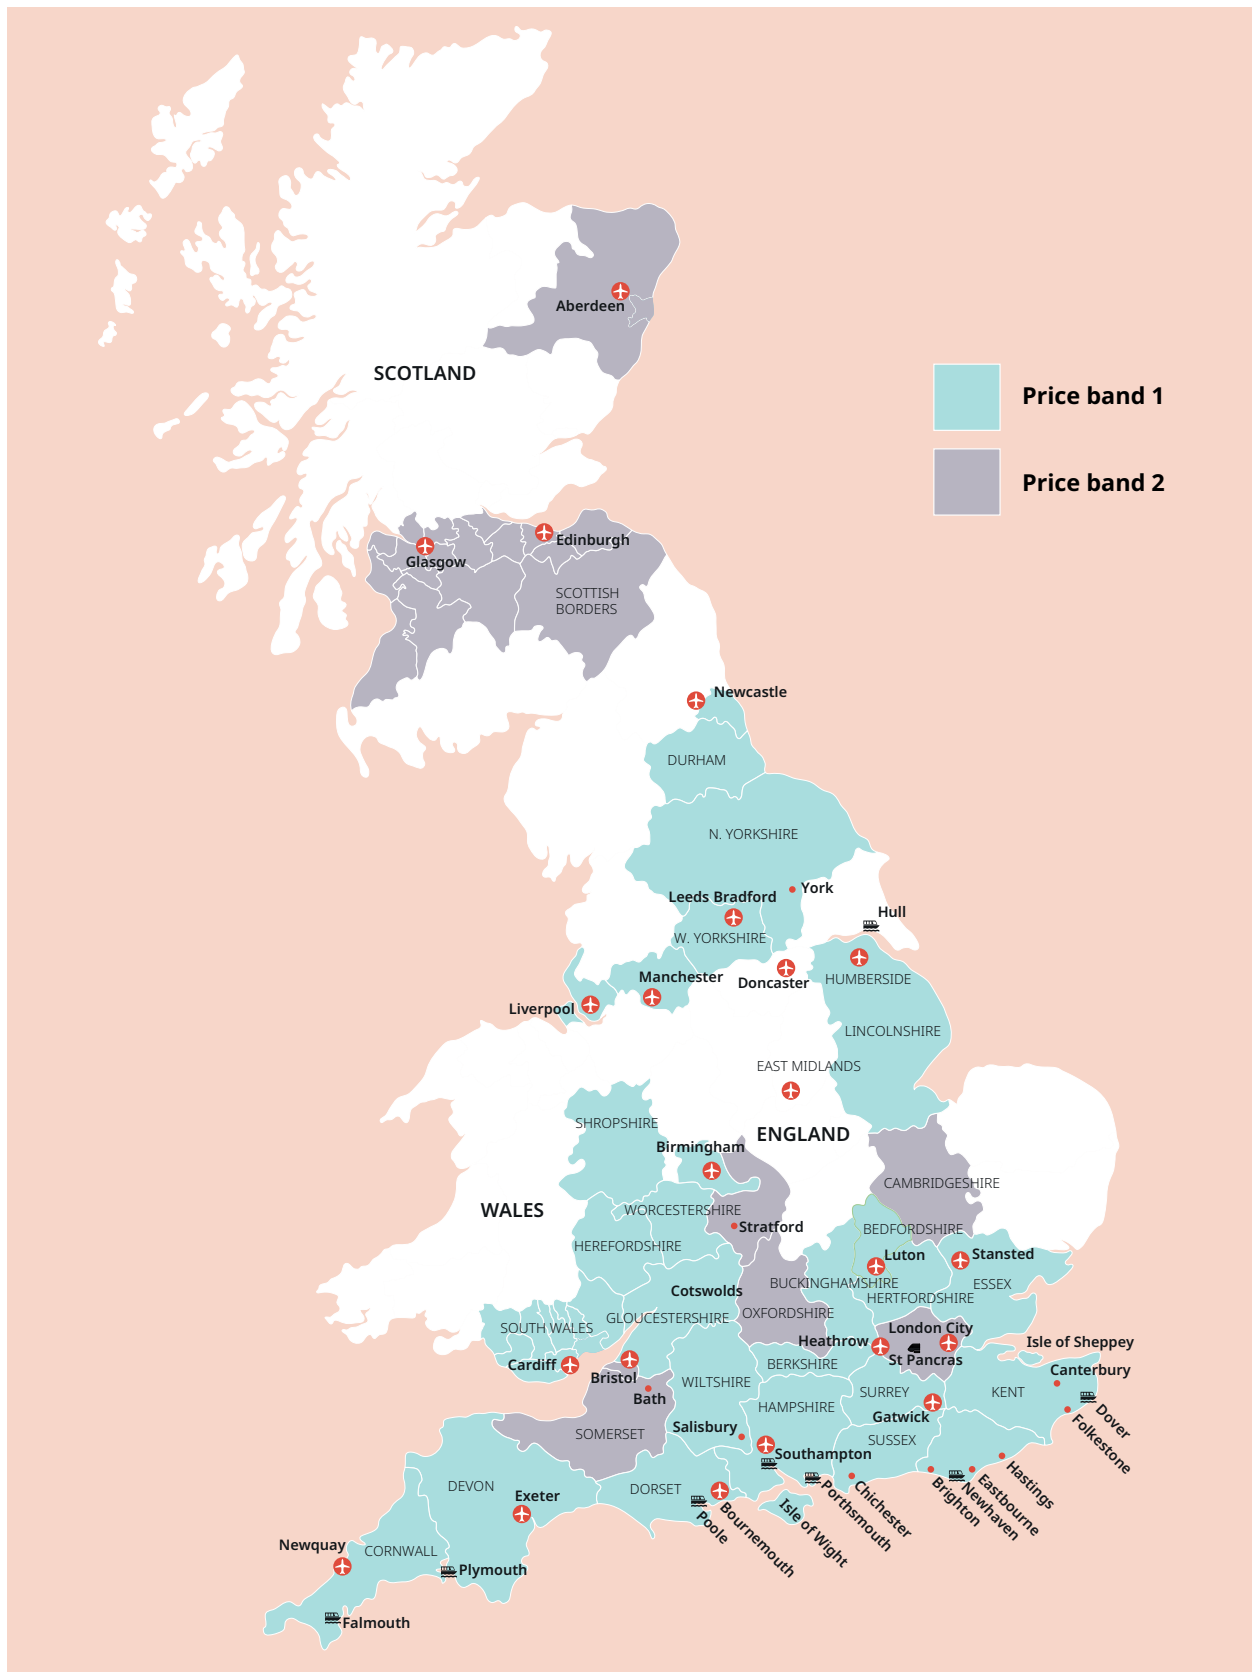 Aberdeen
SCOTLAND
Price band 1
Price band 2
Edinburgh
Glasgow
SCOTTISH
BORDERS
Newcastle
DURHAM
N. YORKSHIRE
York
Leeds Bradford
Hull
W. YORKSHIRE
Manchester
Doncaster
HUMBERSIDE
Liverpool
LINCOLNSHIRE
EAST MIDLANDS
SHROPSHIRE
ENGLAND
Birmingham
CAMBRIDGESHIRE
WALES
WORCESTERSHIRE
Stratford
BEDFORDSHIRE
HEREFORDSHIRE
Luton
Stansted
BUCKINGHAMSHIRE
ESSEX
Cotswolds
HERTFORDSHIRE
OXFORDSHIRE
GLOUCESTERSHIRE
SOUTH WALES
London City
Heathrow
Isle of Sheppey
St Pancras
Cardiff
BERKSHIRE
Canterbury
Bristol
WILTSHIRE
SURREY
KENT
Bath
HAMPSHIRE
Gatwick
Dover
Folkestone
Salisbury
SOMERSET
SUSSEX
Southampton
Hastings
DEVON
DORSET
Eastbourne
Newhaven
Brighton
Chichester
Porthsmouth
Isle of Wight
Exeter
Bournemouth
Poole
Newquay
CORNWALL
Plymouth
Falmouth